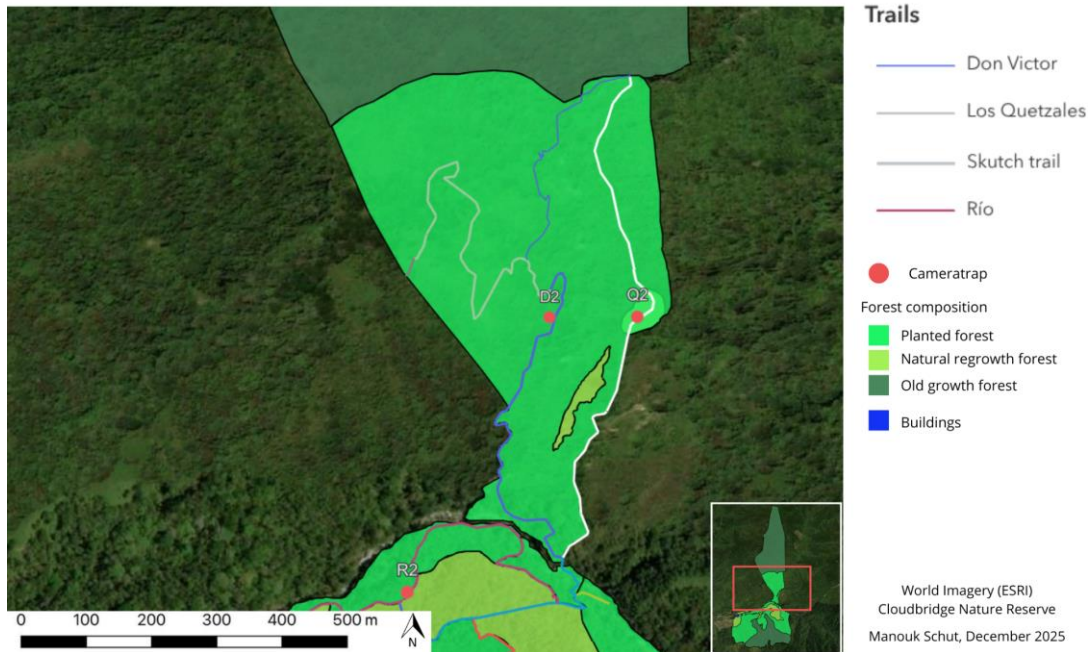 Trails
Don Victor
Los Quetzales
Skutch trail
Río
Cameratrap
Forest composition
Planted forest
Natural regrowth forest
Old growth forest
Buildings
D2
Q2
R2
0 100 200 300 400 500 m
N
World Imagery (ESRI)
Cloudbridge Nature Reserve
Manouk Schut, December 2025